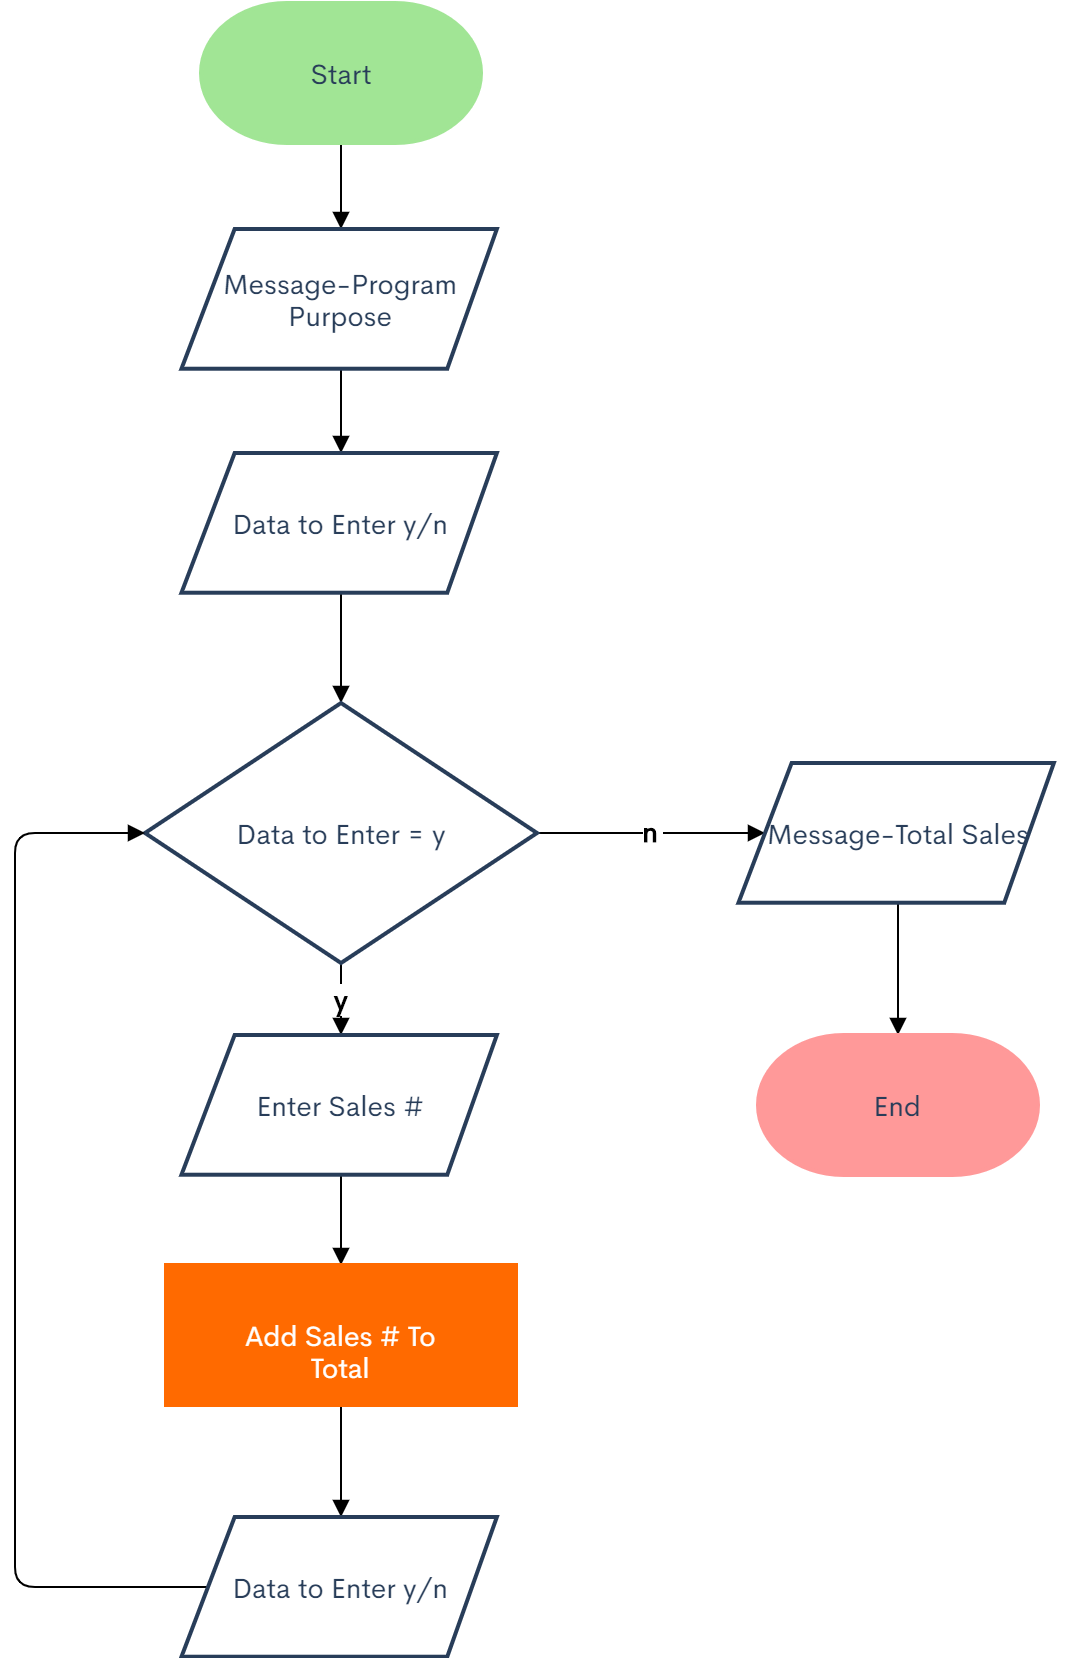 Start
Message-Program
Purpose
Data to Enter y/n
Data to Enter = y
n
Message-Total Sales
y
Enter Sales #
End
Add Sales # To
Total
Data to Enter y/n